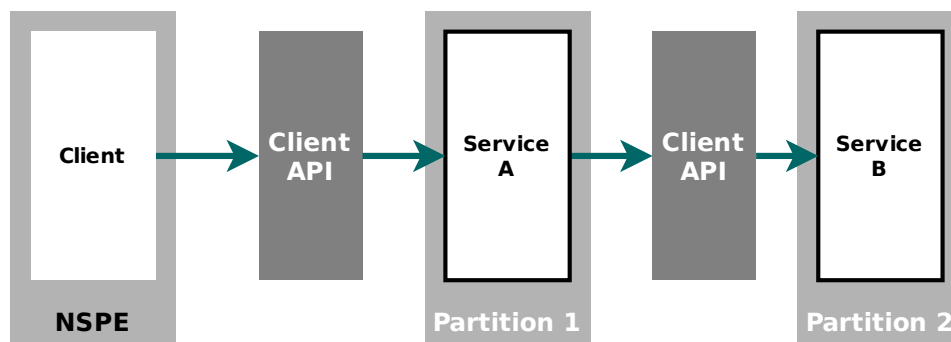 Client
Client
API
Service
A
Client
API
Service
B
NSPE
Partition 1
Partition 2